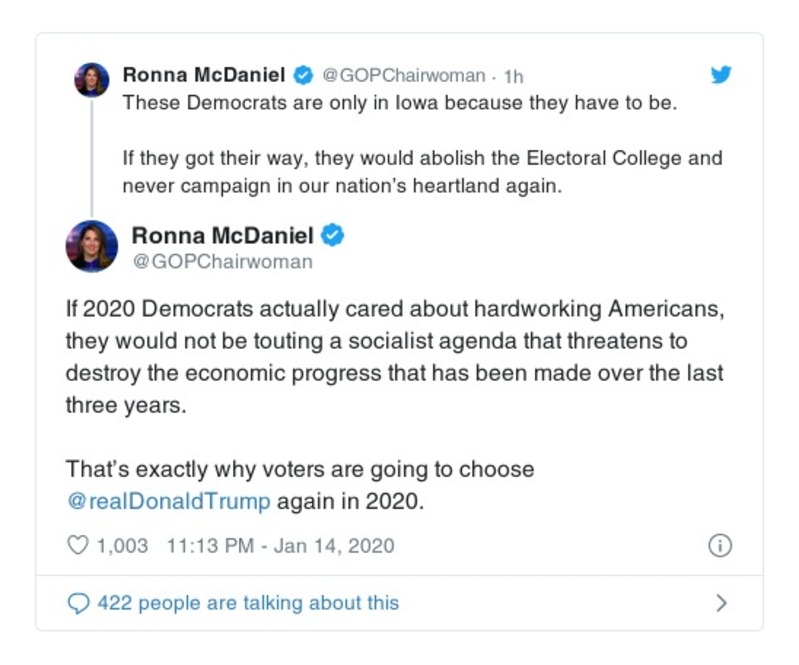 Ronna McDaniel @GOPChairwoman · 1h
These Democrats are only in Iowa because they have to be.
If they got their way, they would abolish the Electoral College and
never campaign in our nation's heartland again.
Ronna McDaniel
@GOPChairwoman
If 2020 Democrats actually cared about hardworking Americans,
they would not be touting a socialist agenda that threatens to
destroy the economic progress that has been made over the last
three years.
That's exactly why voters are going to choose
@realDonaldTrump again in 2020.
1,003 11:13 PM - Jan 14, 2020
422 people are talking about this